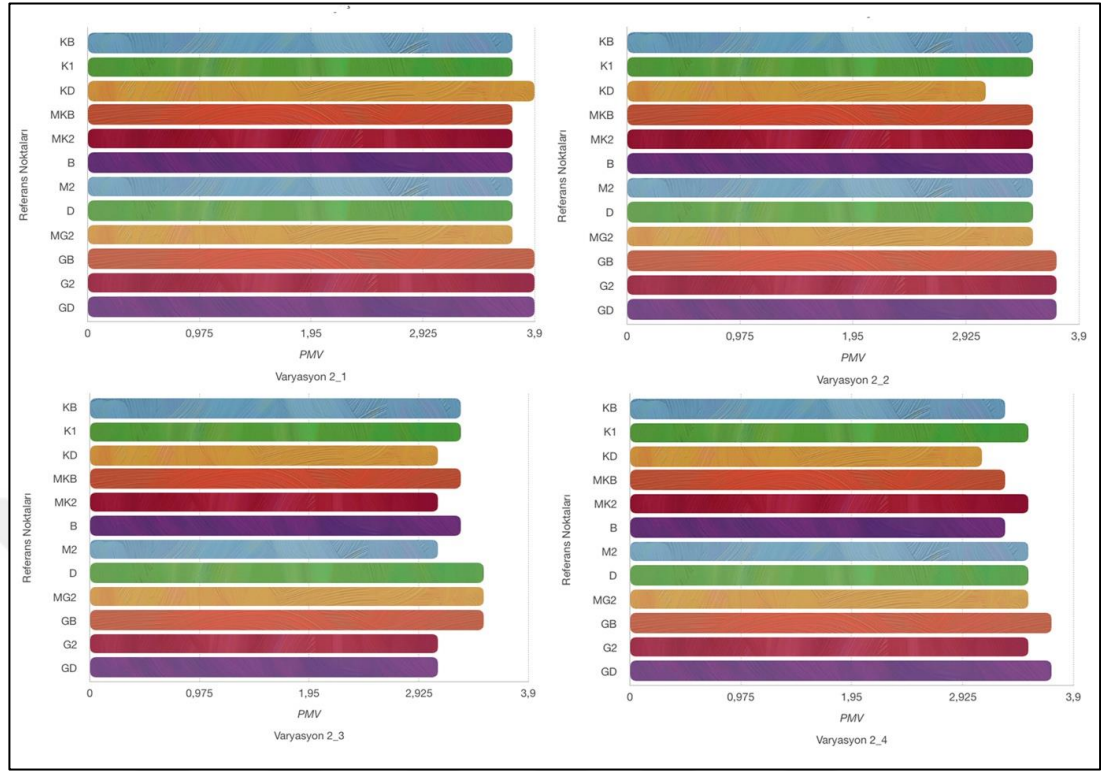 Referans Noktaları
KB
K1
KD
MKB
MK2
B
M2
D
MG2
GB
G2
GD
0 0,975 1,95 2,925 3,9
PMV
Varyasyon 2_1
Referans Noktaları
KB
K1
KD
MKB
MK2
B
M2
D
MG2
GB
G2
GD
0 0,975 1,95 2,925 3,9
PMV
Varyasyon 2_2
Referans Noktaları
KB
K1
KD
MKB
MK2
B
M2
D
MG2
GB
G2
GD
0 0,975 1,95 2,925 3,9
PMV
Varyasyon 2_3
Referans Noktaları
KB
K1
KD
MKB
MK2
B
M2
D
MG2
GB
G2
GD
0 0,975 1,95 2,925 3,9
PMV
Varyasyon 2_4